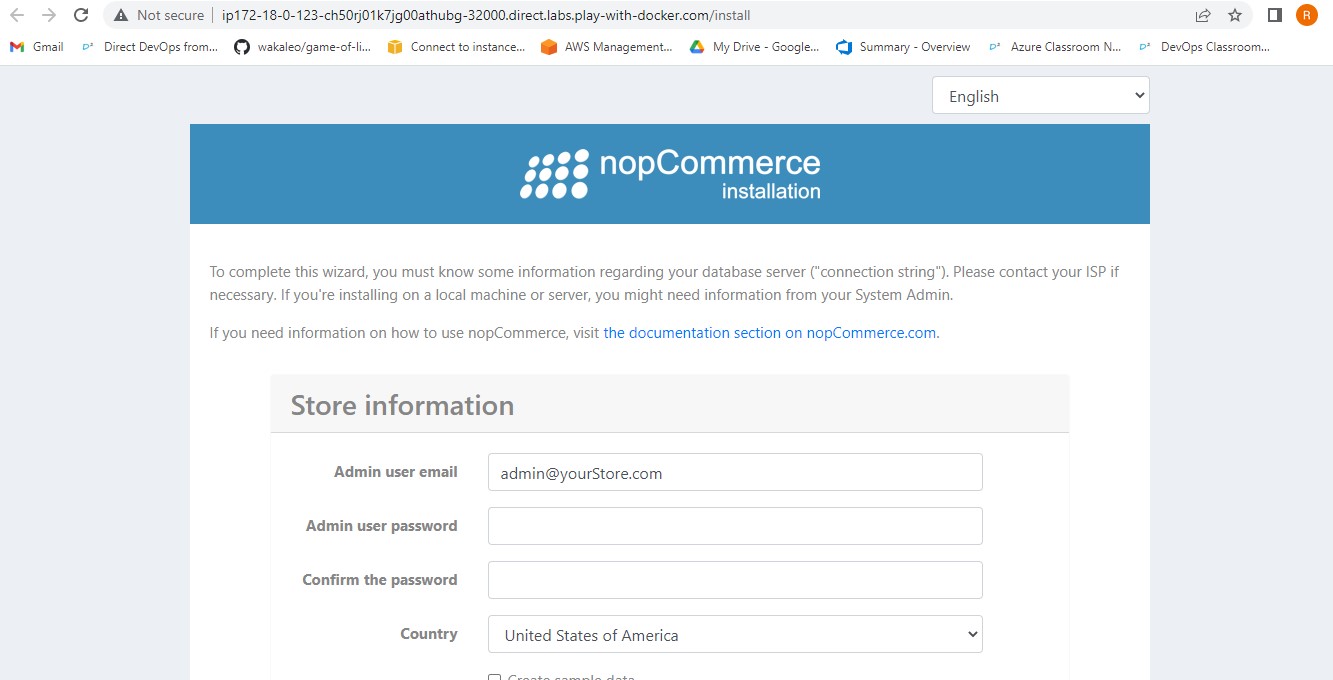 Not secure | ip172-18-0-123-ch50rj01k7jg00athubg-32000.direct.labs.play-with-docker.com/install
R
Gmail Direct DevOps from... wakaleo/game-of-li... Connect to instance... AWS Management... My Drive - Google... Summary - Overview Azure Classroom N... DevOps Classroom...
English
nopCommerce
installation
To complete this wizard, you must know some information regarding your database server ("connection string"). Please contact your ISP if
necessary. If you're installing on a local machine or server, you might need information from your System Admin.
If you need information on how to use nopCommerce, visit the documentation section on nopCommerce.com.
Store information
Admin user email admin@yourStore.com
Admin user password
Confirm the password
Country United States of America
Create sample data